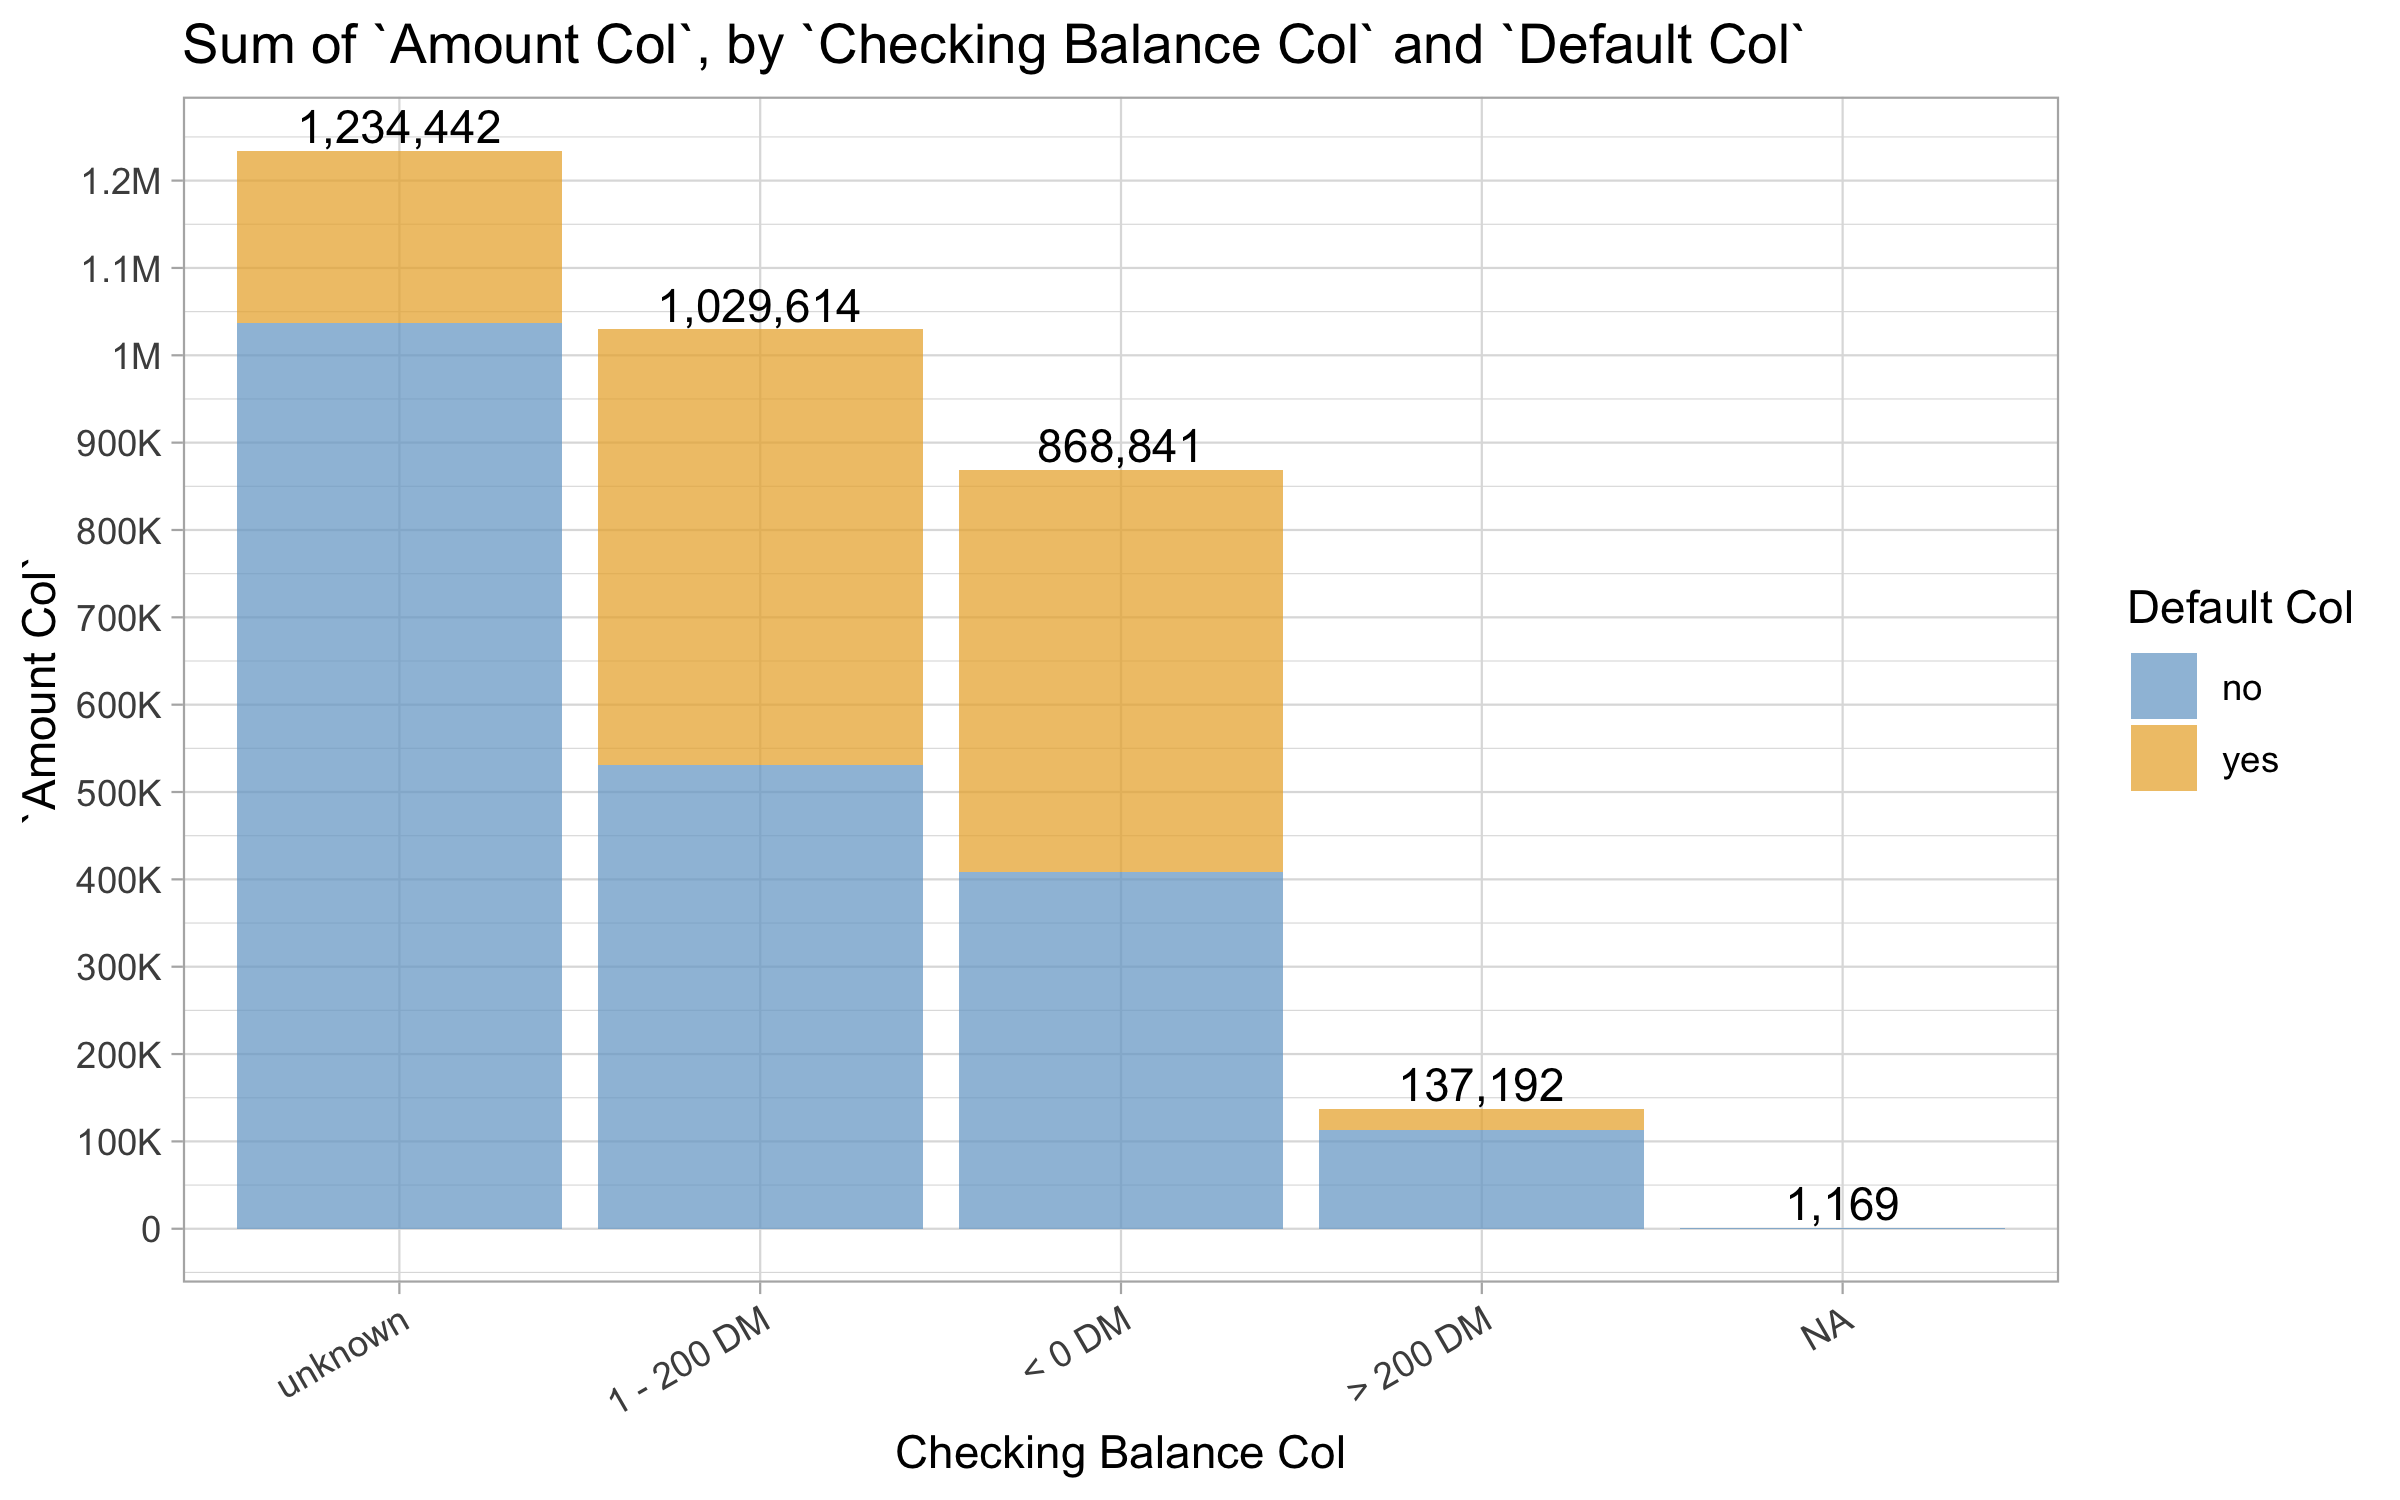 Sum of `Amount Col`, by `Checking Balance Col` and `Default Col`
1,234,442
1,029,614
868,841
137,192
1,169
1.2M
1.1M
1M
900K
800K
700K
600K
500K
400K
300K
200K
100K
0
`Amount Col`
unknown
1 - 200 DM
< 0 DM
> 200 DM
NA
Checking Balance Col
Default Col
no
yes